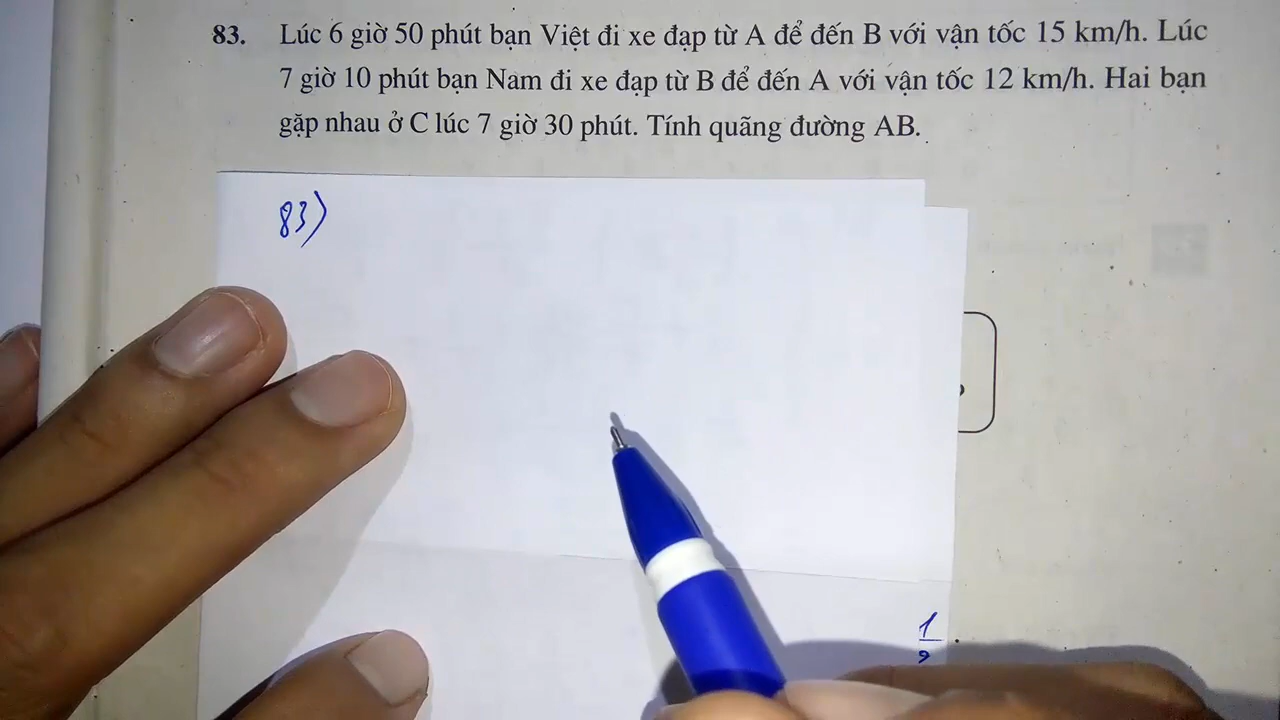 83. Lúc 6 giờ 50 phút bạn Việt đi xe đạp từ A để đến B với vận tốc 15 km/h. Lúc
7 giờ 10 phút bạn Nam đi xe đạp từ B để đến A với vận tốc 12 km/h. Hai bạn
gặp nhau ở C lúc 7 giờ 30 phút. Tính quãng đường AB.
83)
1